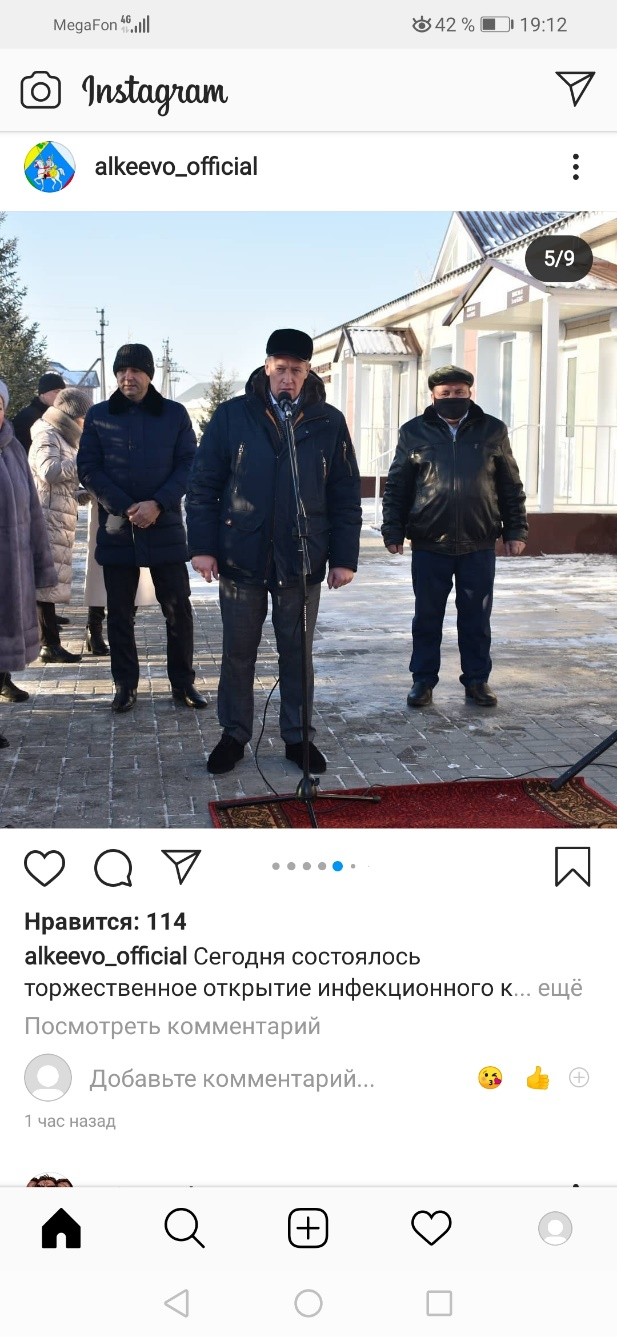 MegaFon 4G 42 % 19:12
Instagram
alkeevo_official
5/9
Нравится: 114
alkeevo_official Сегодня состоялось
торжественное открытие инфекционного к... ещё
Посмотреть комментарий
Добавьте комментарий...
1 час назад